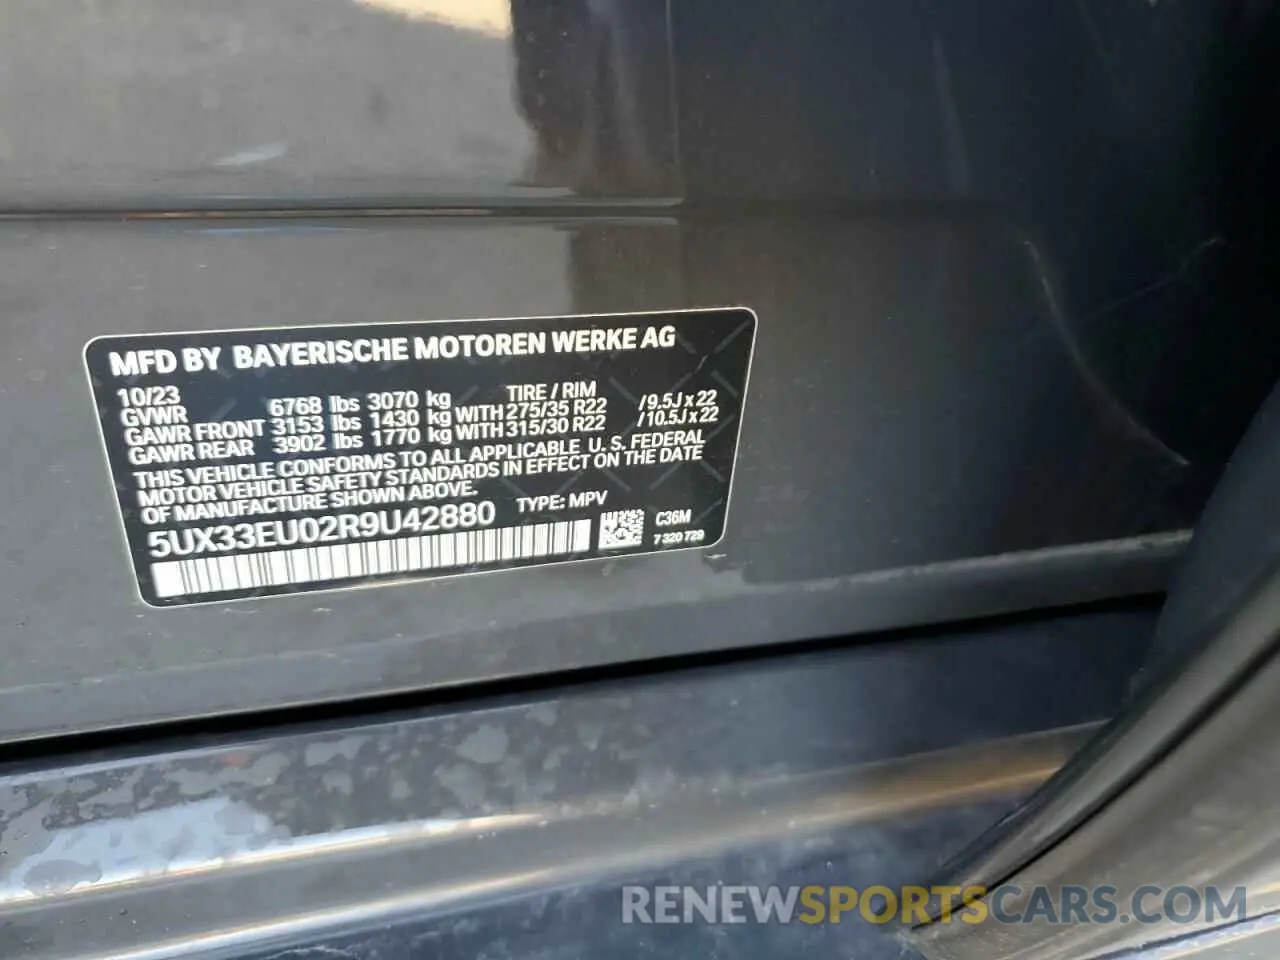 MFD BY BAYERISCHE MOTOREN WERKE AG
10/23 TIRE / RIM
GVWR 6768 lbs 3070 kg
GAWR FRONT 3153 lbs 1430 kg WITH 275/35 R22 /9.5J x 22
GAWR REAR 3902 lbs 1770 kg WITH 315/30 R22 /10.5J x 22
THIS VEHICLE CONFORMS TO ALL APPLICABLE U. S. FEDERAL
MOTOR VEHICLE SAFETY STANDARDS IN EFFECT ON THE DATE
OF MANUFACTURE SHOWN ABOVE.
TYPE: MPV
5UX33EU02R9U42880
C36M
7 320 729
RENEWSPORTSCARS.COM